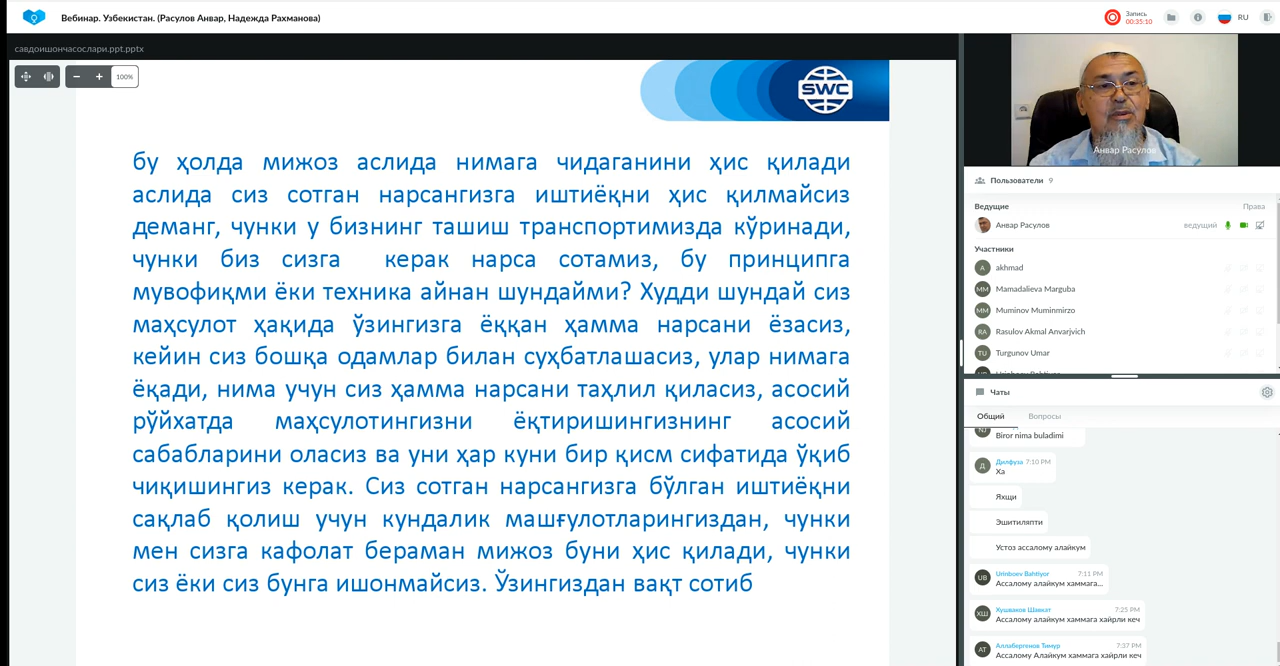 Вебинар. Узбекистан. (Расулов Анвар, Надежда Рахманова)
Запись
00:35:10
RU
савдоишончасослари.ppt.pptx
100%
SWC
бу ҳолда мижоз аслида нимага чидаганини ҳис қилади
аслида сиз сотган нарсангизга иштиёқни ҳис қилмайсиз
деманг, чунки у бизнинг ташиш транспортимизда кўринади,
чунки биз сизга керак нарса сотамиз, бу принципга
мувофиқми ёки техника айнан шундайми? Худди шундай сиз
маҳсулот ҳақида ўзингизга ёққан ҳамма нарсани ёзасиз,
кейин сиз бошқа одамлар билан суҳбатлашасиз, улар нимага
ёқади, нима учун сиз ҳамма нарсани таҳлил қиласиз, асосий
рўйхатда маҳсулотингизни ёқтиришингизнинг асосий
сабабларини оласиз ва уни ҳар куни бир қисм сифатида ўқиб
чиқишингиз керак. Сиз сотган нарсангизга бўлган иштиёқни
сақлаб қолиш учун кундалик машғулотларингиздан, чунки
мен сизга кафолат бераман мижоз буни ҳис қилади, чунки
сиз ёки сиз бунга ишонмайсиз. Ўзингиздан вақт сотиб
Анвар Расулов
Пользователи 9
Ведущие Права
Анвар Расулов ведущий
Участники
A akhmad
MM Mamadalieva Marguba
MM Muminov Muminmirzo
RA Rasulov Akmal Anvarjvich
TU Turgunov Umar
Чаты
Общий Вопросы
Biror nima buladimi
Д Дилфуза 7:10 PM
Ха
Яхши
Эшитиляпти
Устоз ассалому алайкум
UB Urinboev Bahtiyor 7:11 PM
Ассалому алайкум хаммага...
ХШ Хушваков Шавкат 7:25 PM
Ассалому алайкум хаммага хайрли кеч
АТ Аллабергенов Тимур 7:37 PM
Ассалому Алайкум хаммага хайрли кеч